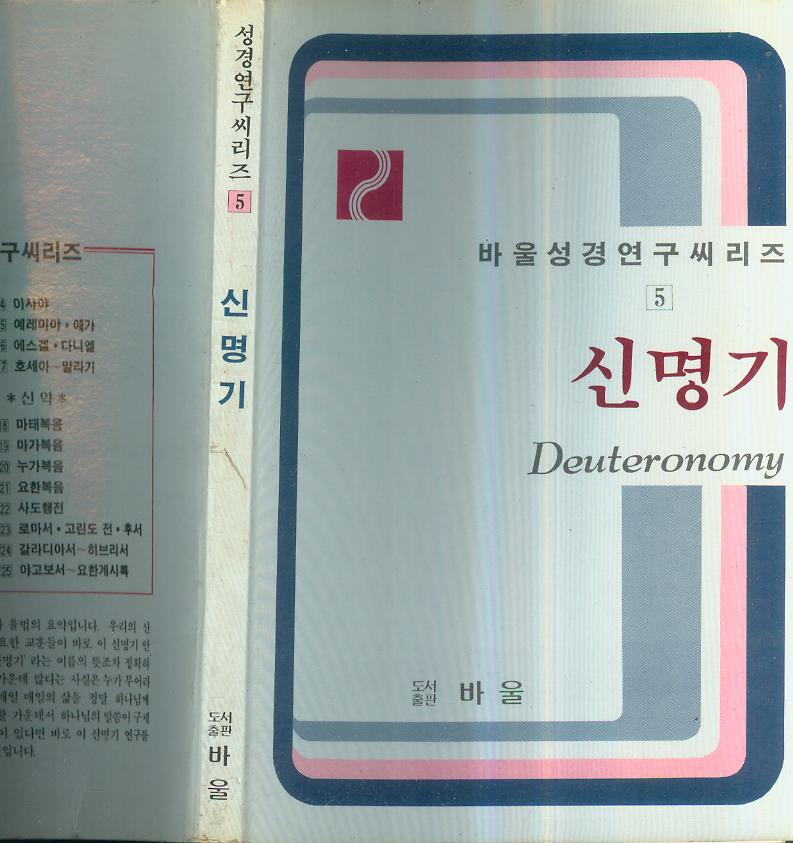 구씨리즈
4 이사야
5 예레미야•애가
6 에스겔•다니엘
7 호세아~말라기
*신약*
18 마태복음
19 마가복음
20 누가복음
21 요한복음
22 사도행전
23 로마서•고린도 전•후서
24 갈라디아서~히브리서
25 야고보서~요한계시록
율법의 요약입니다. 우리의 신
요한 교훈들이 바로 이 신명기 안
명기' 라는 이름의 뜻조차 정확하
가운데 많다는 사실은 누가 무어라
매일 매일의 삶을 정말 하나님께
할 가운데서 하나님의 말씀이 구체
이 있다면 바로 이 신명기 연구를
입니다.
성경연구씨리즈
5
신명기
도서출판
바울
바울성경연구씨리즈
5
신명기
Deuteronomy
도서출판 바울